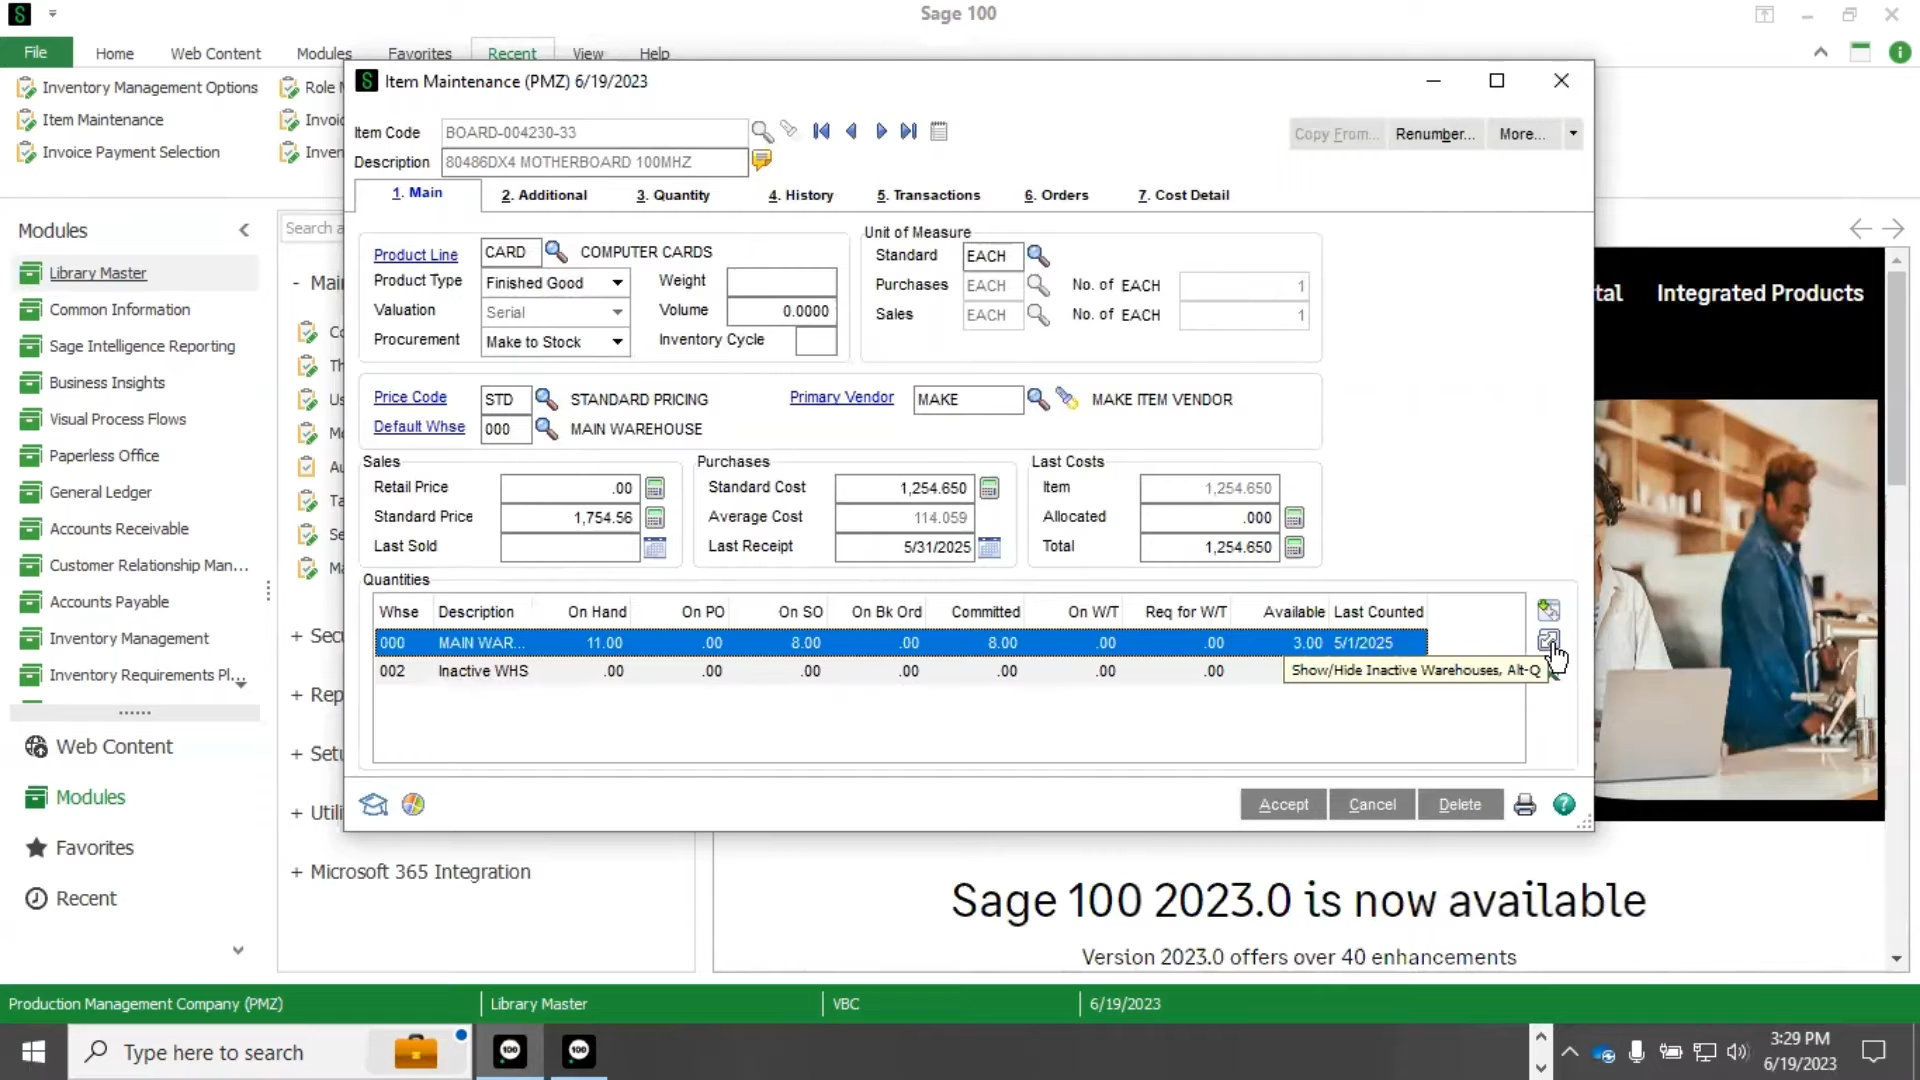 Sage 100
File Home Web Content Modules Favorites Recent View Help
Inventory Management Options
Item Maintenance
Invoice Payment Selection
Item Maintenance (PMZ) 6/19/2023
Item Code BOARD-004230-33
Copy From... Renumber... More...
Description 80486DX4 MOTHERBOARD 100MHZ
1. Main 2. Additional 3. Quantity 4. History 5. Transactions 6. Orders 7. Cost Detail
Product Line CARD COMPUTER CARDS
Product Type Finished Good Weight
Valuation Serial Volume 0.0000
Procurement Make to Stock Inventory Cycle
Unit of Measure
Standard EACH
Purchases EACH No. of EACH 1
Sales EACH No. of EACH 1
Price Code STD STANDARD PRICING Primary Vendor MAKE MAKE ITEM VENDOR
Default Whse 000 MAIN WAREHOUSE
Sales
Retail Price .00
Standard Price 1,754.56
Last Sold
Purchases
Standard Cost 1,254.650
Average Cost 114.059
Last Receipt 5/31/2025
Last Costs
Item 1,254.650
Allocated .000
Total 1,254.650
Quantities
Whse Description On Hand On PO On SO On Bk Ord Committed On W/T Req for W/T Available Last Counted
000 MAIN WAR... 11.00 .00 8.00 .00 8.00 .00 .00 3.00 5/1/2025
002 Inactive WHS .00 .00 .00 .00 .00 .00 .00
Show/Hide Inactive Warehouses, Alt-Q
Accept Cancel Delete
Modules
Library Master
Common Information
Sage Intelligence Reporting
Business Insights
Visual Process Flows
Paperless Office
General Ledger
Accounts Receivable
Customer Relationship Man...
Accounts Payable
Inventory Management
Inventory Requirements Pl...
Web Content
Modules
Favorites
Recent
+ Microsoft 365 Integration
Integrated Products
Sage 100 2023.0 is now available
Version 2023.0 offers over 40 enhancements
Production Management Company (PMZ) Library Master VBC 6/19/2023
Type here to search
100
100
3:29 PM
6/19/2023